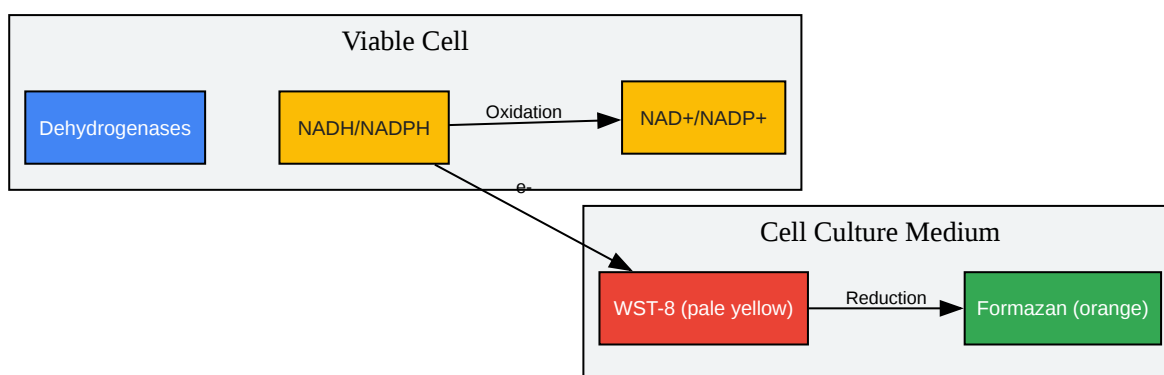 Viable Cell
Dehydrogenases
NADH/NADPH
Oxidation
NAD+/NADP+
e-
Cell Culture Medium
WST-8 (pale yellow)
Reduction
Formazan (orange)